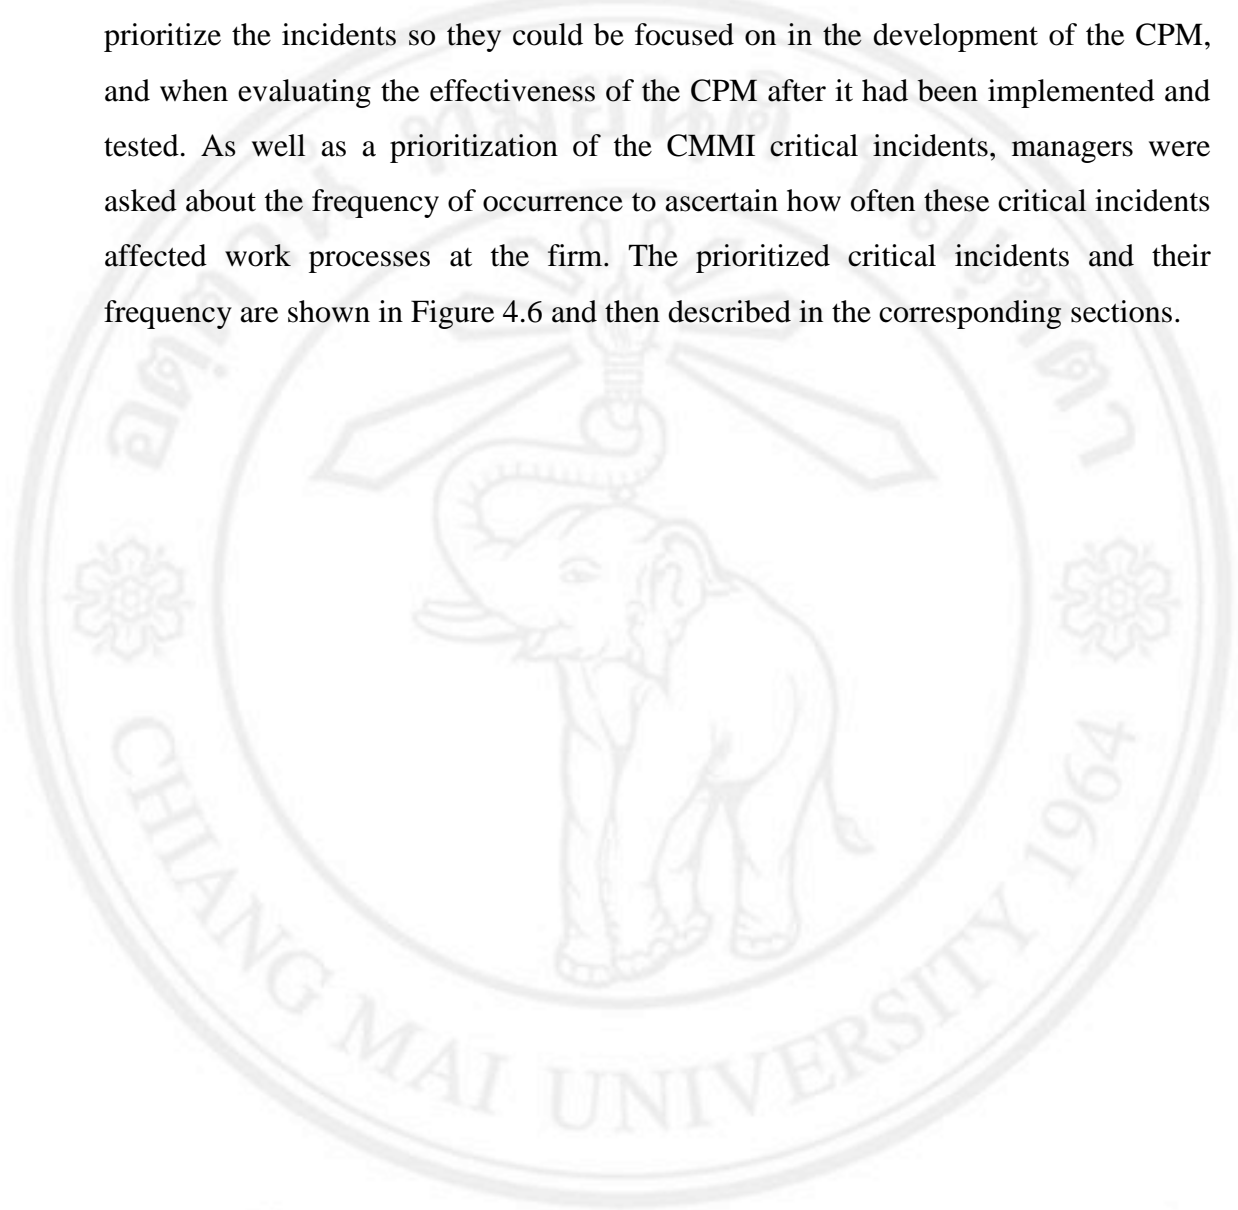 prioritize the incidents so they could be focused on in the development of the CPM,
and when evaluating the effectiveness of the CPM after it had been implemented and
tested. As well as a prioritization of the CMMI critical incidents, managers were
asked about the frequency of occurrence to ascertain how often these critical incidents
affected work processes at the firm. The prioritized critical incidents and their
frequency are shown in Figure 4.6 and then described in the corresponding sections.
CHIANG MAI UNIVERSITY 1964